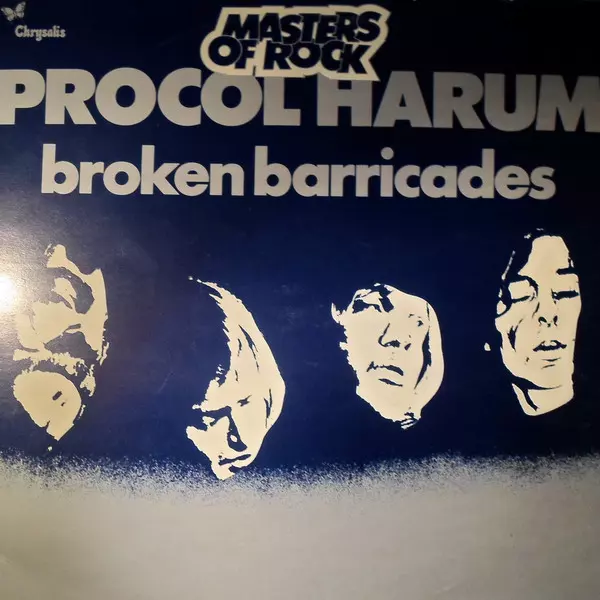 Chrysalis
MASTERS
OF ROCK
PROCOL HARUM
broken barricades